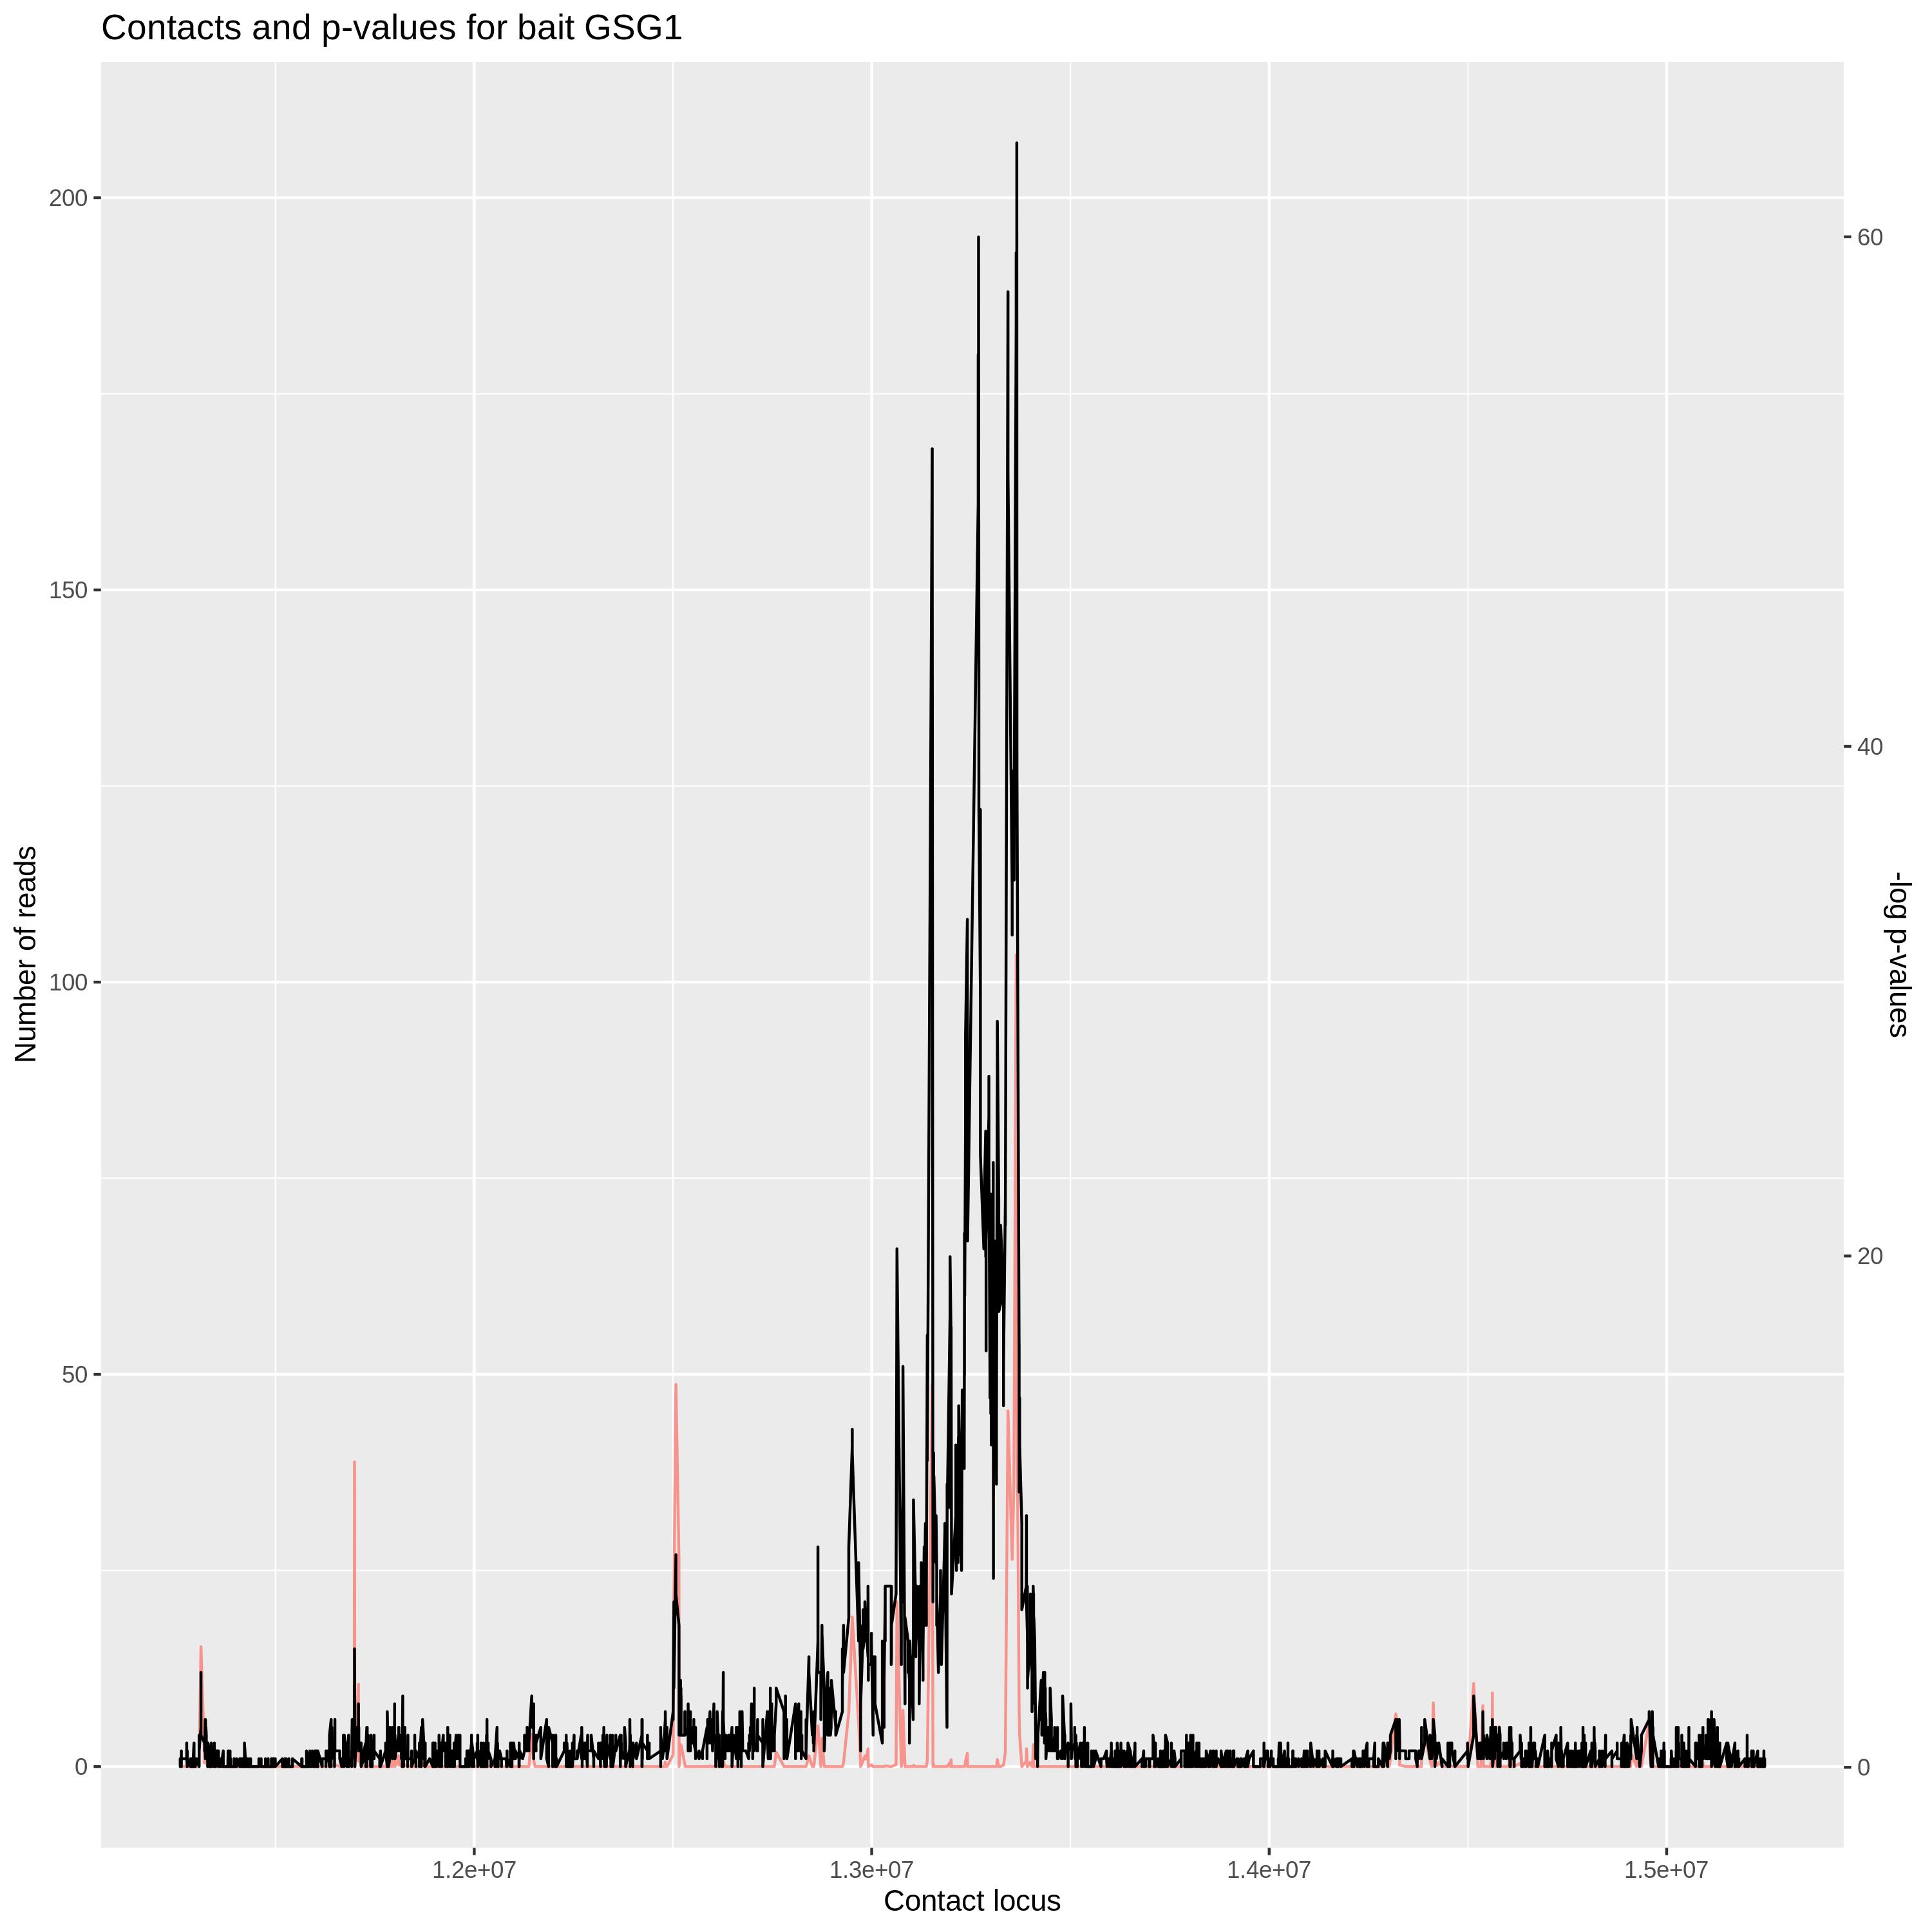 Contacts and p-values for bait GSG1
200
150
100
50
0
Number of reads
60
40
20
0
-log p-values
1.2e+07
1.3e+07
1.4e+07
1.5e+07
Contact locus